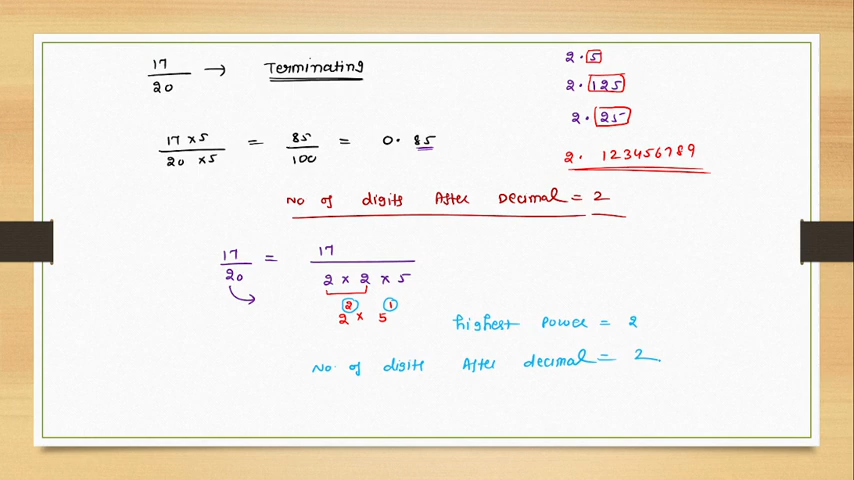 17/20 → Terminating
2.5
2.125
2.25
2.123456789
17 x 5 / 20 x 5 = 85/100 = 0.85
No of digits After Decimal = 2
17/20 = 17 / 2 x 2 x 5
2² x 5¹
highest power = 2
No. of digits After decimal = 2